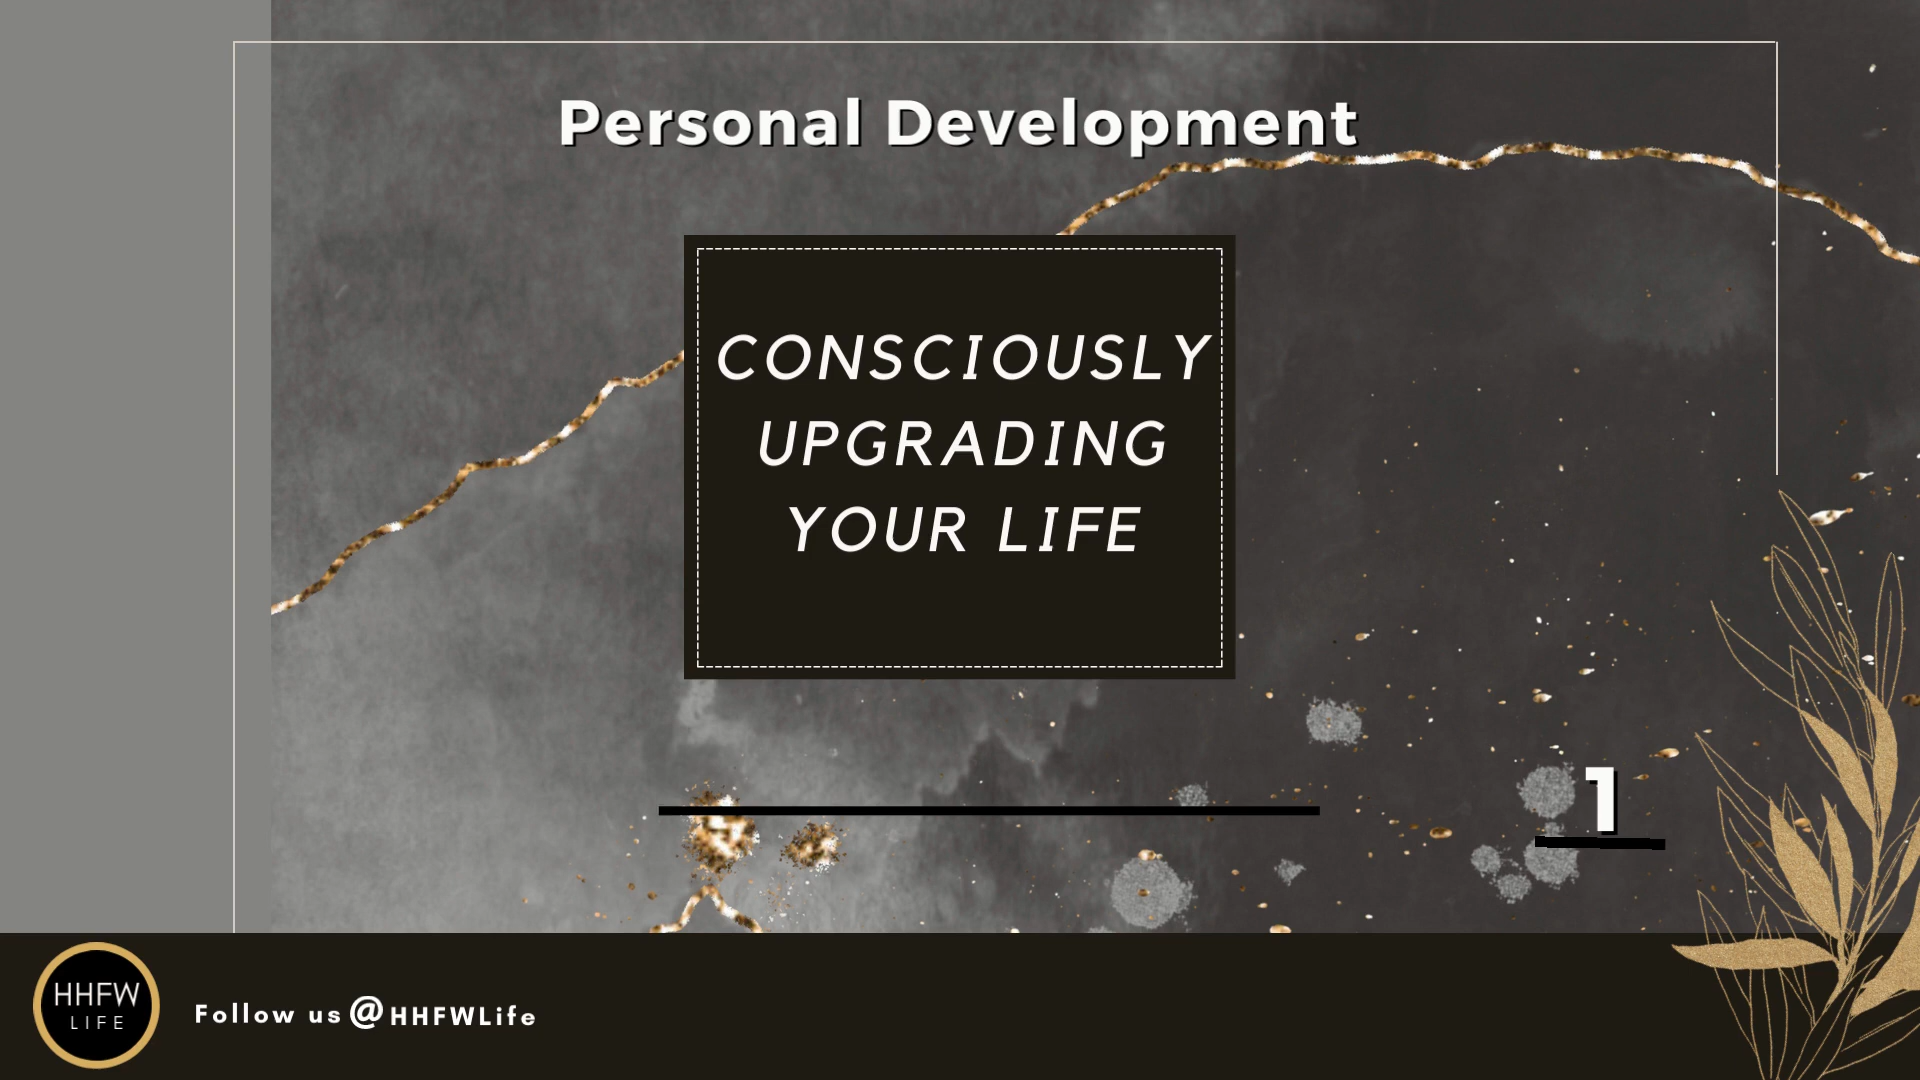 Personal Development
CONSCIOUSLY
UPGRADING
YOUR LIFE
1
HHFW
LIFE
Follow us @HHFWLife